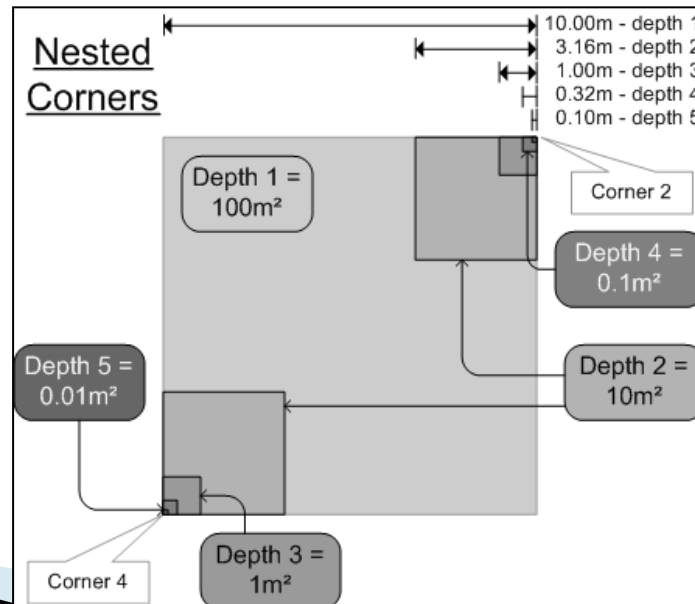 Nested
Corners
10.00m - depth 1
3.16m - depth 2
1.00m - depth 3
0.32m - depth 4
0.10m - depth 5
Depth 1 =
100m²
Corner 2
Depth 4 =
0.1m²
Depth 5 =
0.01m²
Depth 2 =
10m²
Depth 3 =
1m²
Corner 4